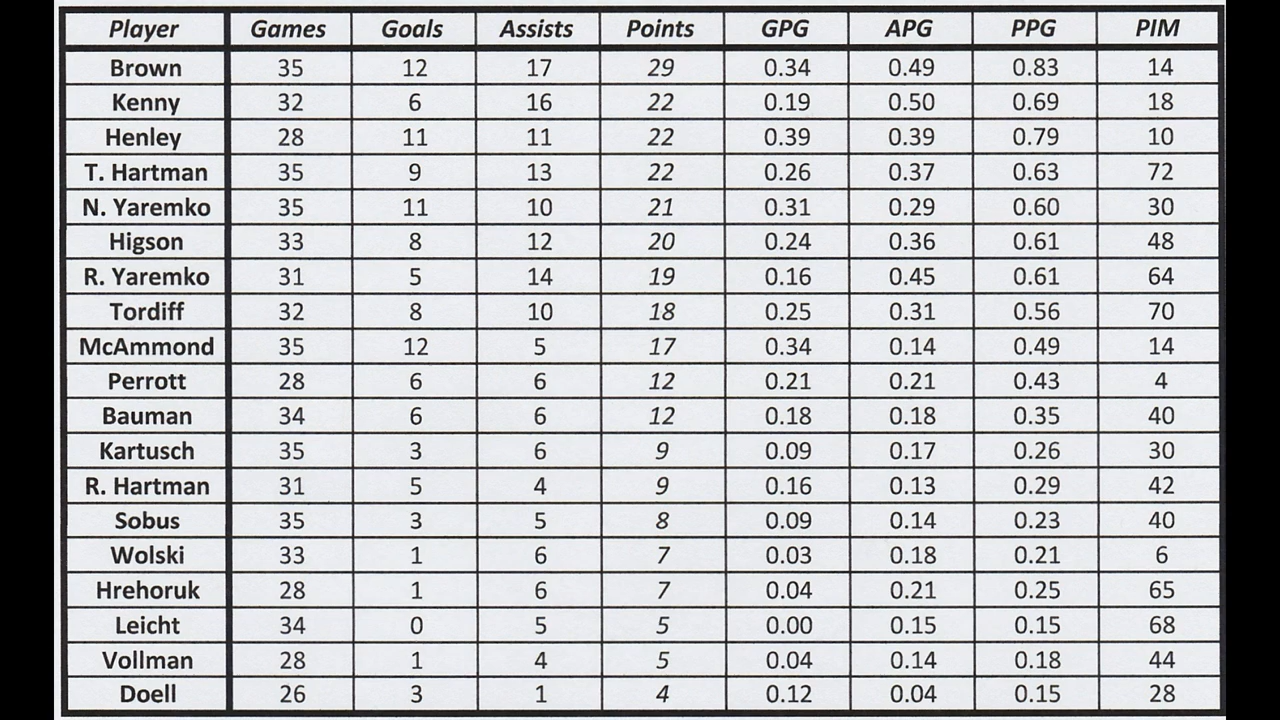 Player Games Goals Assists Points GPG APG PPG PIM
Brown 35 12 17 29 0.34 0.49 0.83 14
Kenny 32 6 16 22 0.19 0.50 0.69 18
Henley 28 11 11 22 0.39 0.39 0.79 10
T. Hartman 35 9 13 22 0.26 0.37 0.63 72
N. Yaremko 35 11 10 21 0.31 0.29 0.60 30
Higson 33 8 12 20 0.24 0.36 0.61 48
R. Yaremko 31 5 14 19 0.16 0.45 0.61 64
Tordiff 32 8 10 18 0.25 0.31 0.56 70
McAmmond 35 12 5 17 0.34 0.14 0.49 14
Perrott 28 6 6 12 0.21 0.21 0.43 4
Bauman 34 6 6 12 0.18 0.18 0.35 40
Kartusch 35 3 6 9 0.09 0.17 0.26 30
R. Hartman 31 5 4 9 0.16 0.13 0.29 42
Sobus 35 3 5 8 0.09 0.14 0.23 40
Wolski 33 1 6 7 0.03 0.18 0.21 6
Hrehoruk 28 1 6 7 0.04 0.21 0.25 65
Leicht 34 0 5 5 0.00 0.15 0.15 68
Vollman 28 1 4 5 0.04 0.14 0.18 44
Doell 26 3 1 4 0.12 0.04 0.15 28